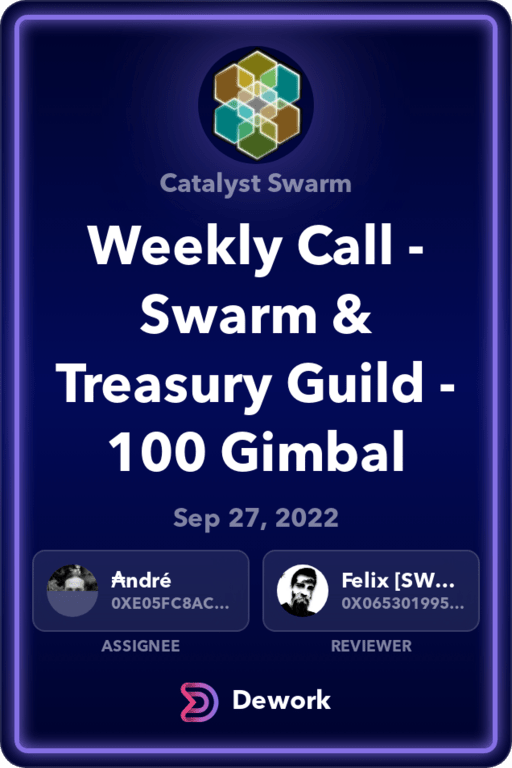 Catalyst Swarm
Weekly Call -
Swarm &
Treasury Guild -
100 Gimbal
Sep 27, 2022
₳ndré
0XE05FC8AC...
Felix [SW...
0X065301995...
ASSIGNEE
REVIEWER
Dework